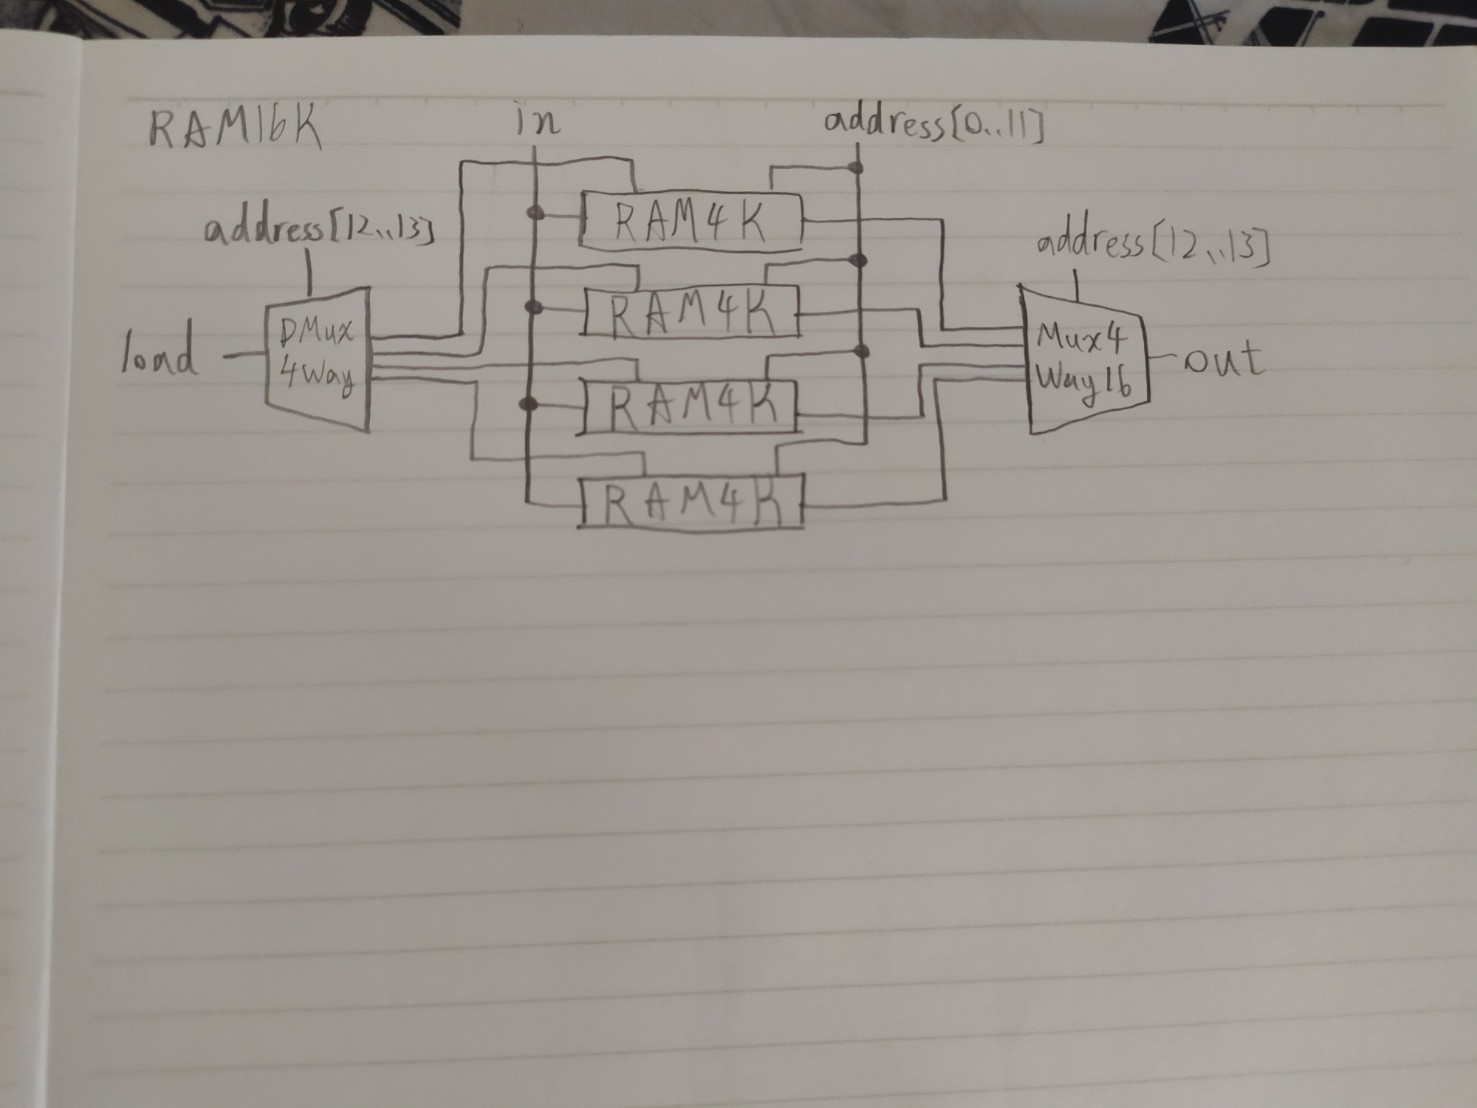 RAM16K
in
address[0..11]
address[12..13]
RAM4K
address[12..13]
RAM4K
load
DMux
4Way
Mux4
Way16
out
RAM4K
RAM4K